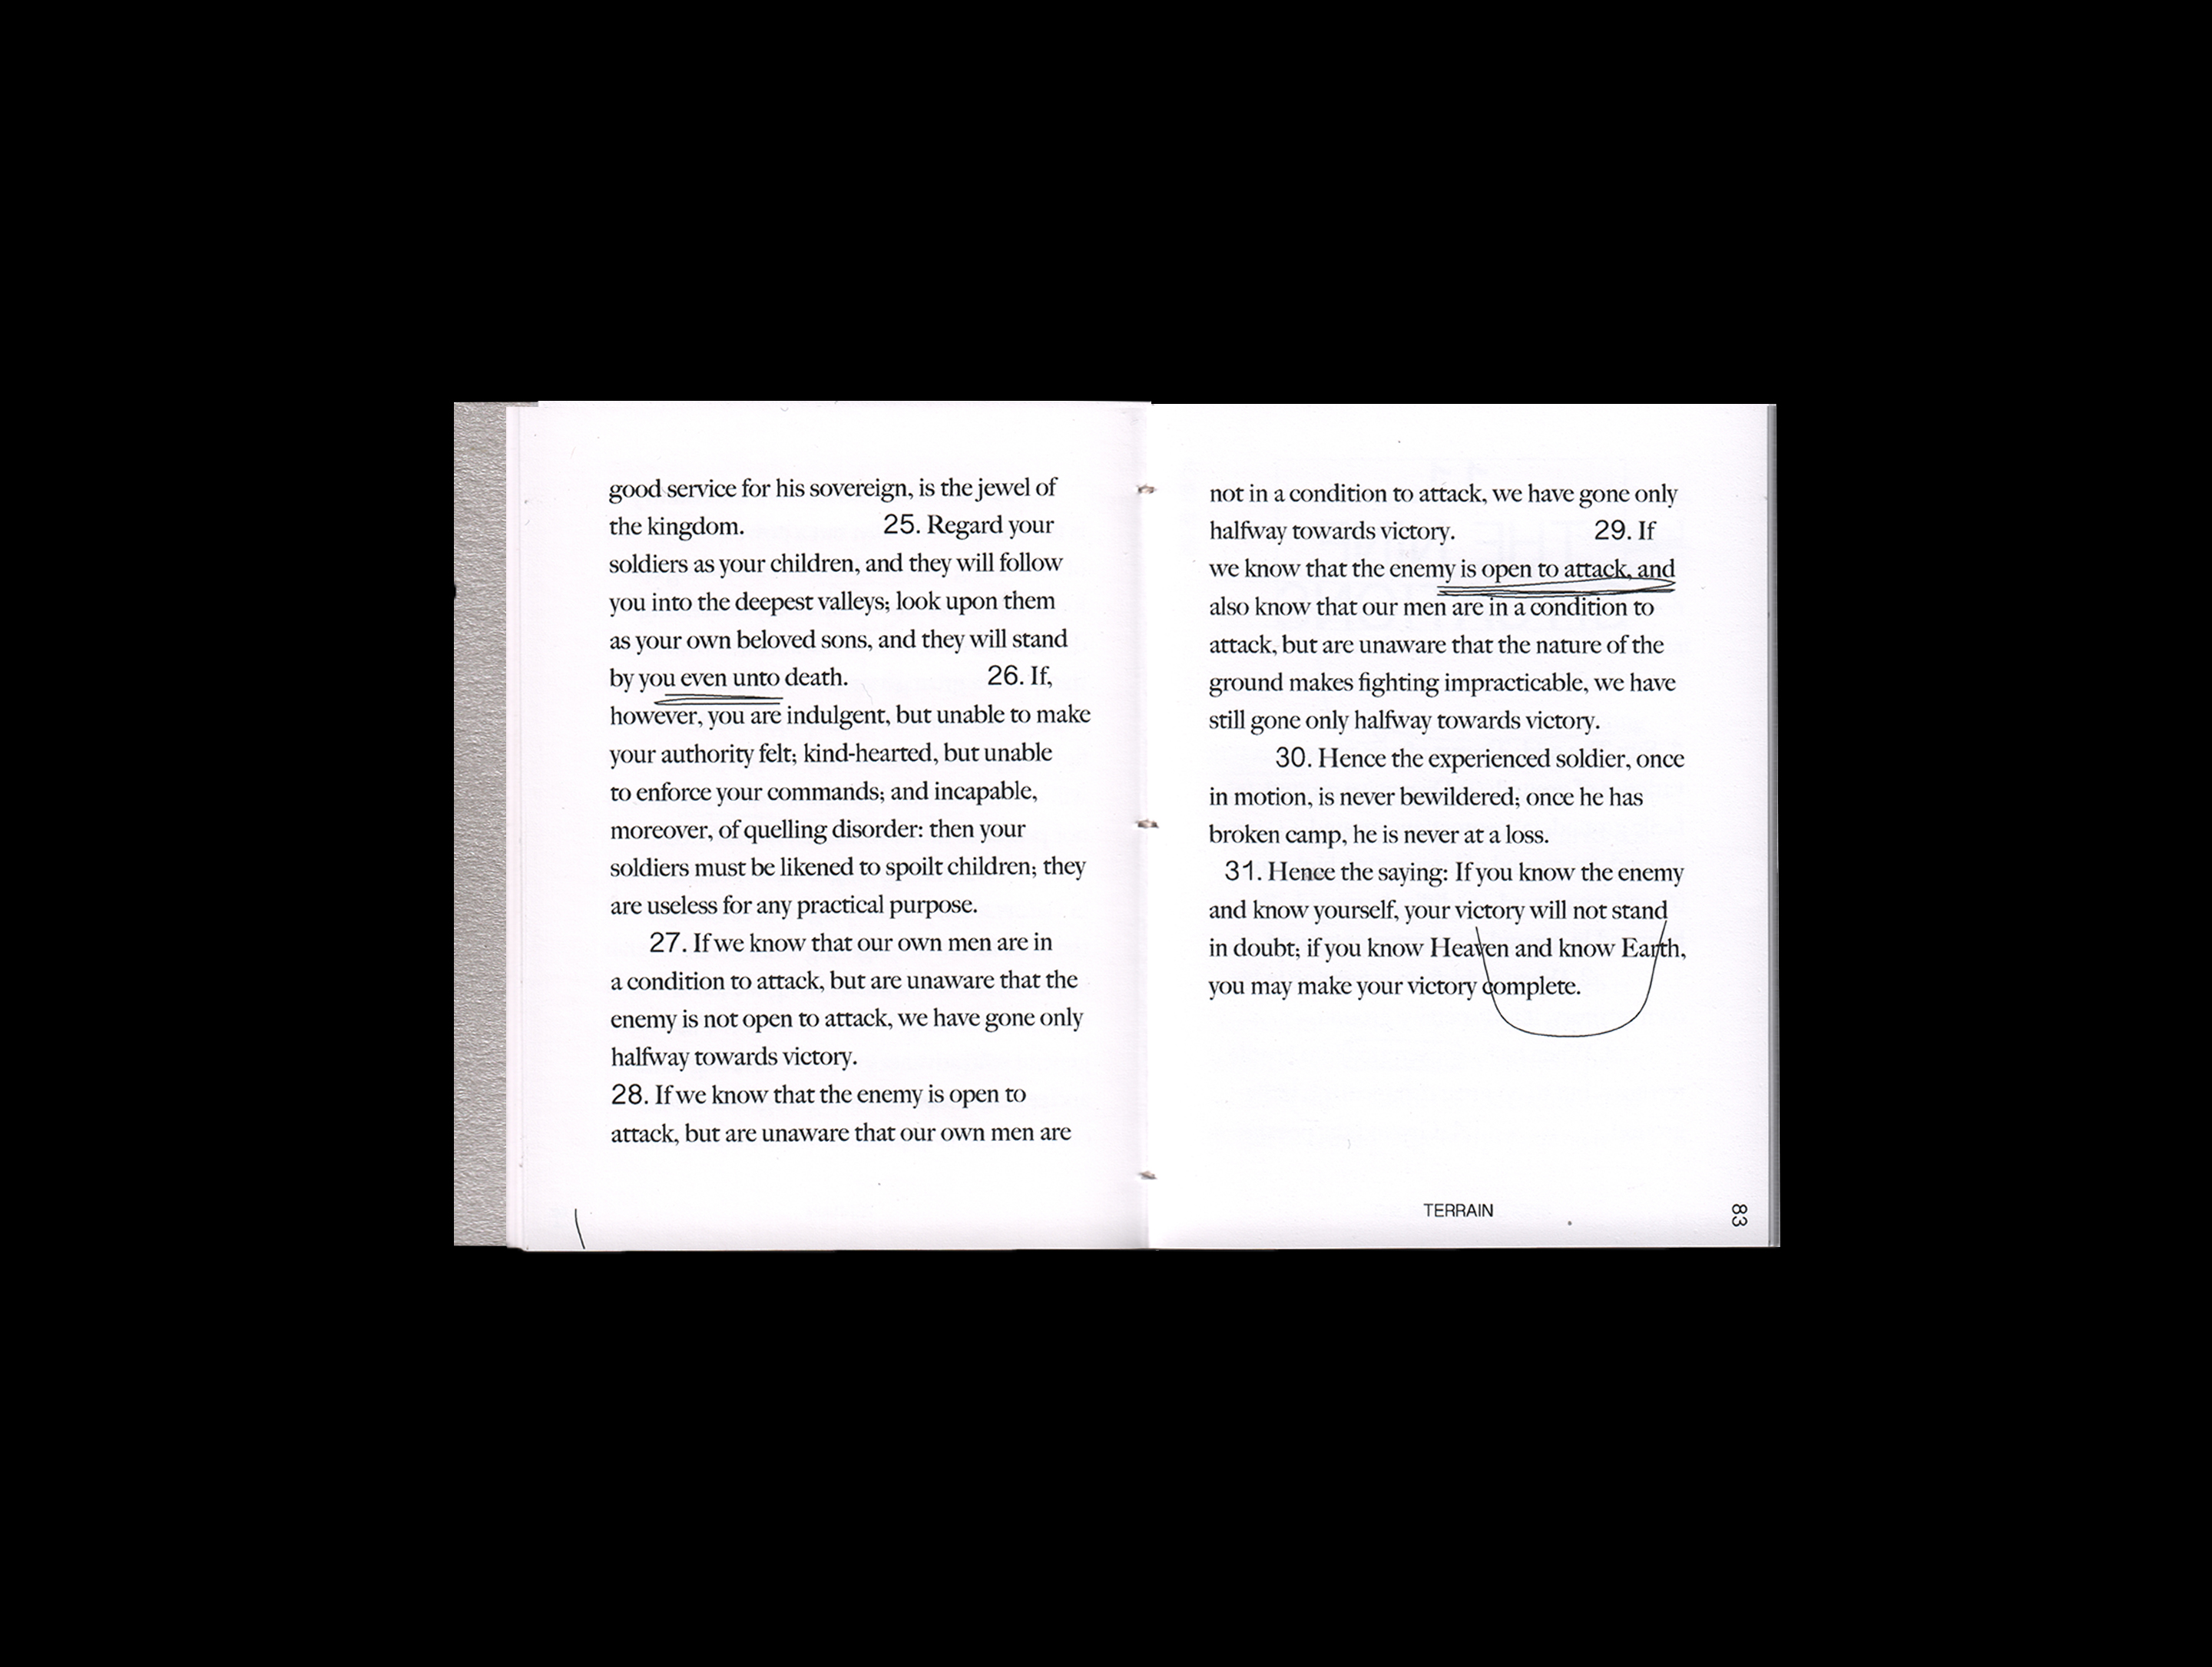 good service for his sovereign, is the jewel of
the kingdom. 25. Regard your
soldiers as your children, and they will follow
you into the deepest valleys; look upon them
as your own beloved sons, and they will stand
by you even unto death. 26. If,
however, you are indulgent, but unable to make
your authority felt; kind-hearted, but unable
to enforce your commands; and incapable,
moreover, of quelling disorder: then your
soldiers must be likened to spoilt children; they
are useless for any practical purpose.
27. If we know that our own men are in
a condition to attack, but are unaware that the
enemy is not open to attack, we have gone only
halfway towards victory.
28. If we know that the enemy is open to
attack, but are unaware that our own men are
not in a condition to attack, we have gone only
halfway towards victory. 29. If
we know that the enemy is open to attack, and
also know that our men are in a condition to
attack, but are unaware that the nature of the
ground makes fighting impracticable, we have
still gone only halfway towards victory.
30. Hence the experienced soldier, once
in motion, is never bewildered; once he has
broken camp, he is never at a loss.
31. Hence the saying: If you know the enemy
and know yourself, your victory will not stand
in doubt; if you know Heaven and know Earth,
you may make your victory complete.
TERRAIN
83